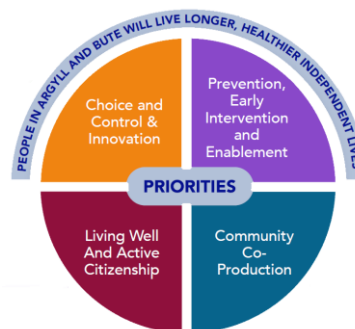 PEOPLE IN ARGYLL AND BUTE WILL LIVE LONGER, HEALTHIER INDEPENDENT LIVES
Choice and
Control &
Innovation
Prevention,
Early
Intervention
and
Enablement
PRIORITIES
Living Well
And Active
Citizenship
Community
Co-
Production